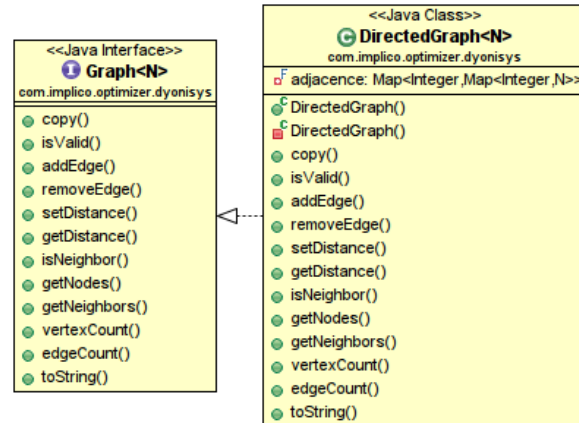 <<Java Interface>>
Graph<N>
com.implico.optimizer.dyonisys
copy()
isValid()
addEdge()
removeEdge()
setDistance()
getDistance()
isNeighbor()
getNodes()
getNeighbors()
vertexCount()
edgeCount()
toString()
<<Java Class>>
DirectedGraph<N>
com.implico.optimizer.dyonisys
adjacence: Map<Integer,Map<Integer,N>>
DirectedGraph()
DirectedGraph()
copy()
isValid()
addEdge()
removeEdge()
setDistance()
getDistance()
isNeighbor()
getNodes()
getNeighbors()
vertexCount()
edgeCount()
toString()